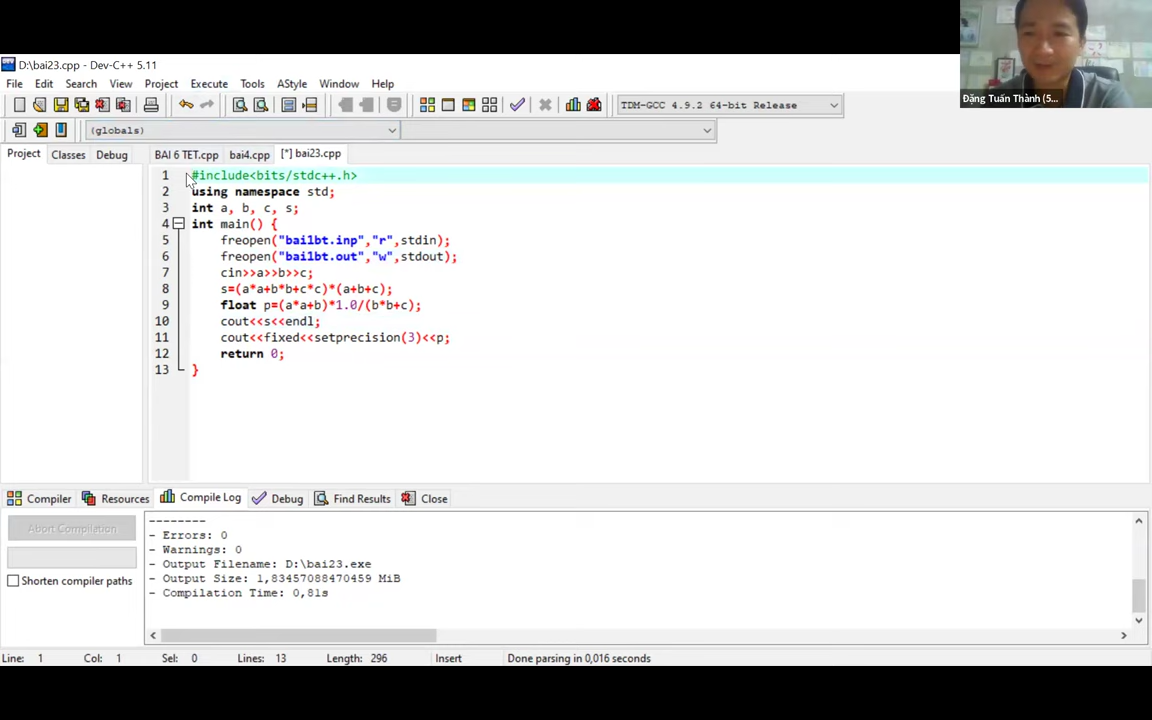 D:\bai23.cpp - Dev-C++ 5.11
File Edit Search View Project Execute Tools AStyle Window Help
TDM-GCC 4.9.2 64-bit Release
(globals)
Project Classes Debug
BAI 6 TET.cpp bai4.cpp [*] bai23.cpp
1 #include<bits/stdc++.h>
2 using namespace std;
3 int a, b, c, s;
4 int main() {
5 freopen("bai1bt.inp","r",stdin);
6 freopen("bai1bt.out","w",stdout);
7 cin>>a>>b>>c;
8 s=(a*a+b*b+c*c)*(a+b+c);
9 float p=(a*a+b)*1.0/(b*b+c);
10 cout<<s<<endl;
11 cout<<fixed<<setprecision(3)<<p;
12 return 0;
13 }
Compiler Resources Compile Log Debug Find Results Close
Abort Compilation
Shorten compiler paths
--------
- Errors: 0
- Warnings: 0
- Output Filename: D:\bai23.exe
- Output Size: 1,83457088470459 MiB
- Compilation Time: 0,81s
Line: 1 Col: 1 Sel: 0 Lines: 13 Length: 296 Insert Done parsing in 0,016 seconds
Đặng Tuấn Thành (5...